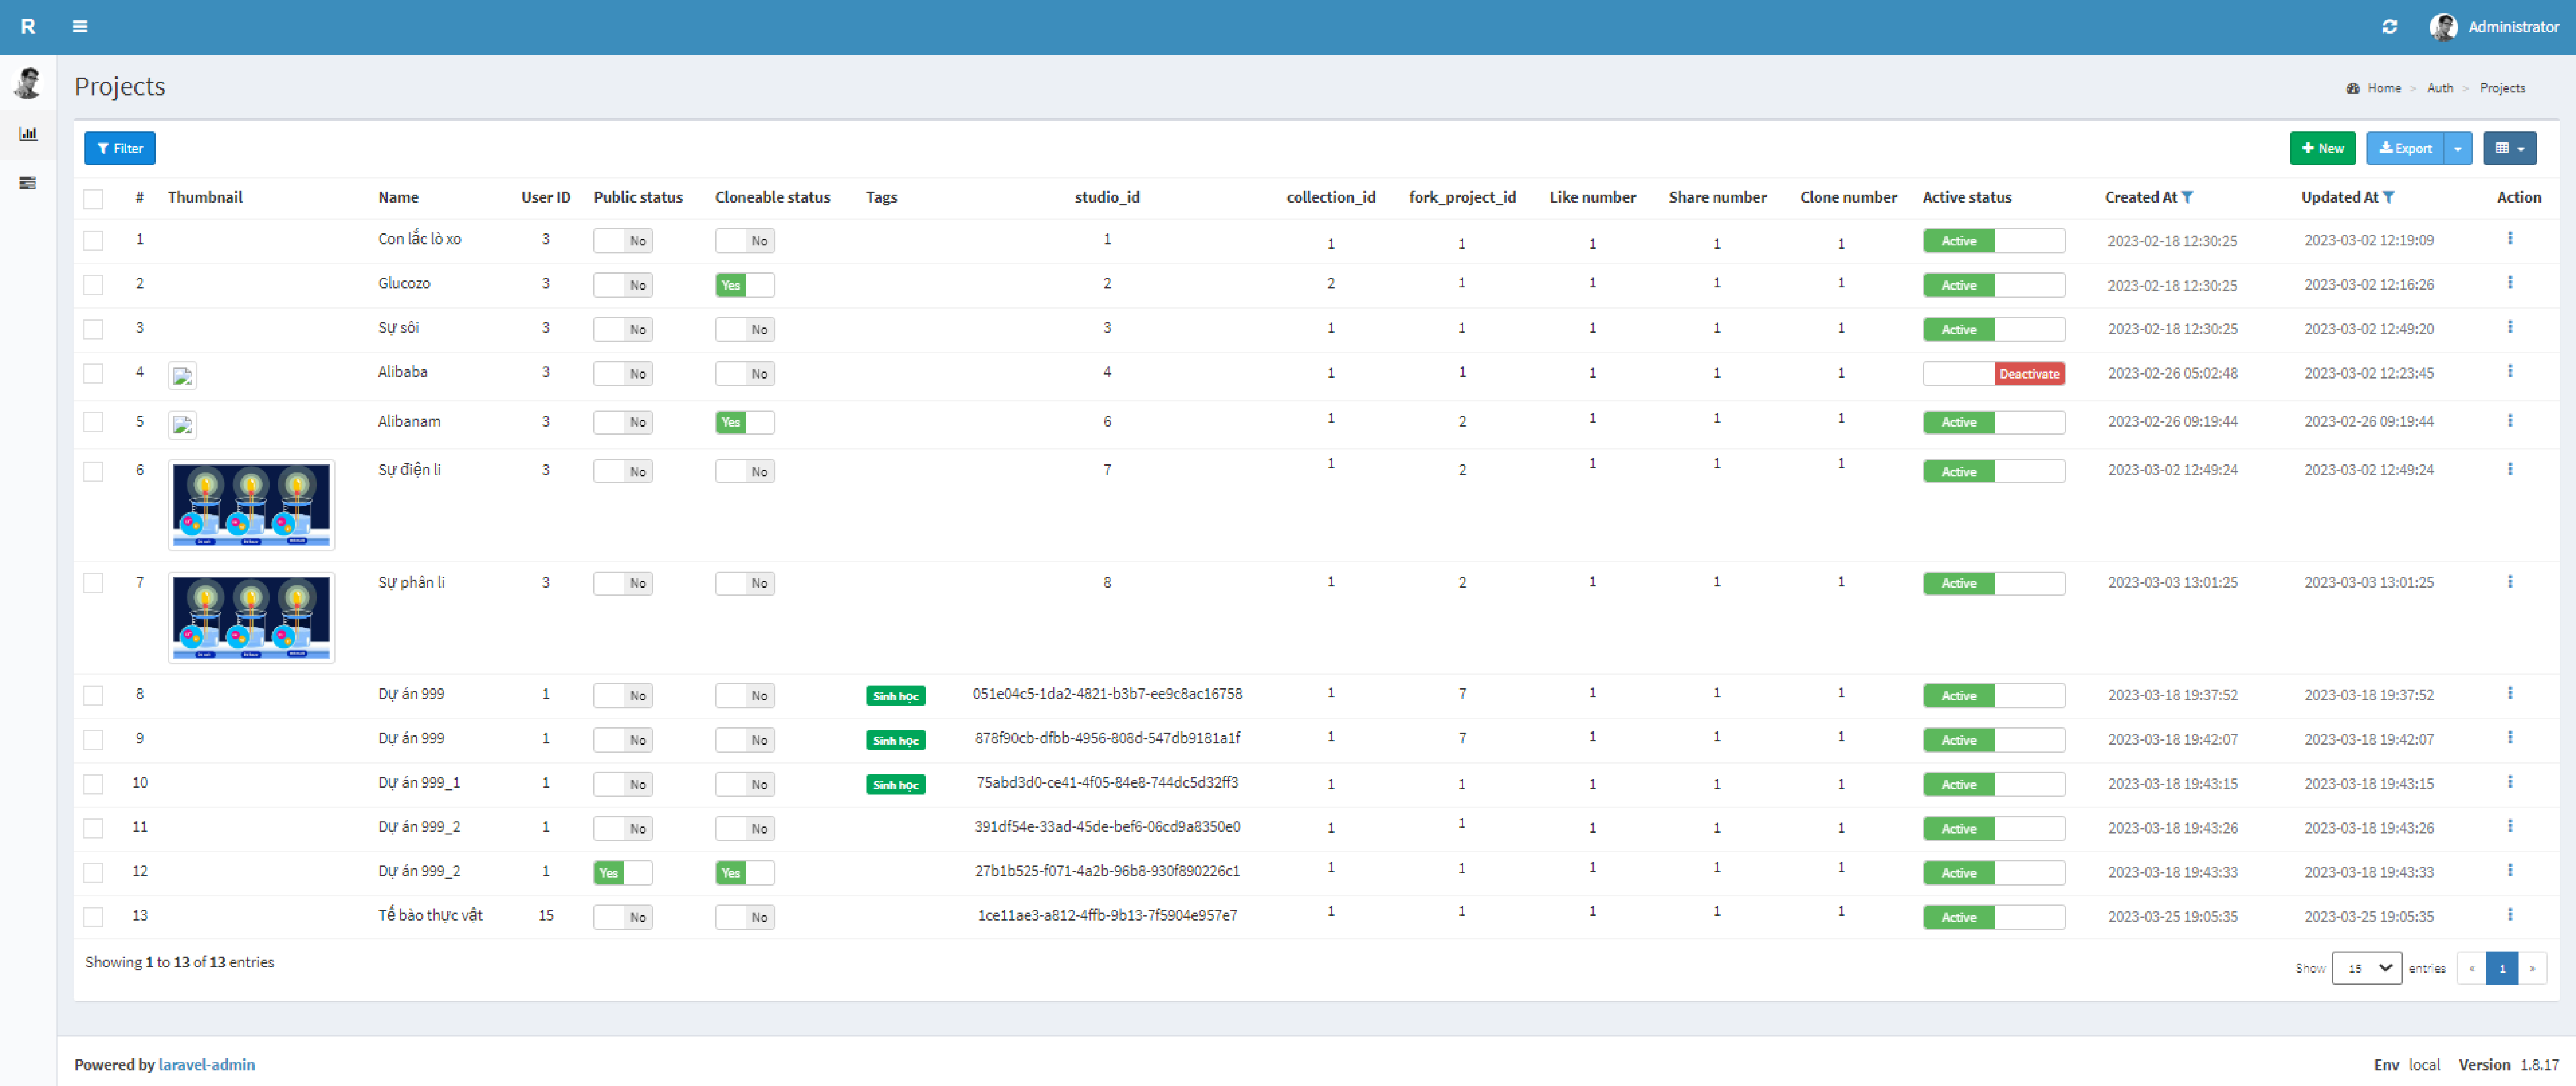 R Administrator
Projects Home > Auth > Projects
Filter New Export
# Thumbnail Name User ID Public status Cloneable status Tags studio_id collection_id fork_project_id Like number Share number Clone number Active status Created At Updated At Action
1 Con lắc lò xo 3 No No 1 1 1 1 1 1 Active 2023-02-18 12:30:25 2023-03-02 12:19:09
2 Glucozo 3 No Yes 2 2 1 1 1 1 Active 2023-02-18 12:30:25 2023-03-02 12:16:26
3 Sự sôi 3 No No 3 1 1 1 1 1 Active 2023-02-18 12:30:25 2023-03-02 12:49:20
4 Alibaba 3 No No 4 1 1 1 1 1 Deactivate 2023-02-26 05:02:48 2023-03-02 12:23:45
5 Alibanam 3 No Yes 6 1 2 1 1 1 Active 2023-02-26 09:19:44 2023-02-26 09:19:44
6 Sự điện li 3 No No 7 1 2 1 1 1 Active 2023-03-02 12:49:24 2023-03-02 12:49:24
7 Sự phân li 3 No No 8 1 2 1 1 1 Active 2023-03-03 13:01:25 2023-03-03 13:01:25
8 Dự án 999 1 No No Sinh học 051e04c5-1da2-4821-b3b7-ee9c8ac16758 1 7 1 1 1 Active 2023-03-18 19:37:52 2023-03-18 19:37:52
9 Dự án 999 1 No No Sinh học 878f90cb-dfbb-4956-808d-547db9181a1f 1 7 1 1 1 Active 2023-03-18 19:42:07 2023-03-18 19:42:07
10 Dự án 999_1 1 No No Sinh học 75abd3d0-ce41-4f05-84e8-744dc5d32ff3 1 1 1 1 1 Active 2023-03-18 19:43:15 2023-03-18 19:43:15
11 Dự án 999_2 1 No No 391df54e-33ad-45de-bef6-06cd9a8350e0 1 1 1 1 1 Active 2023-03-18 19:43:26 2023-03-18 19:43:26
12 Dự án 999_2 1 Yes Yes 27b1b525-f071-4a2b-96b8-930f890226c1 1 1 1 1 1 Active 2023-03-18 19:43:33 2023-03-18 19:43:33
13 Tế bào thực vật 15 No No 1ce11ae3-a812-4ffb-9b13-7f5904e957e7 1 1 1 1 1 Active 2023-03-25 19:05:35 2023-03-25 19:05:35
Showing 1 to 13 of 13 entries Show 15 entries « 1 »
Powered by laravel-admin Env local Version 1.8.17